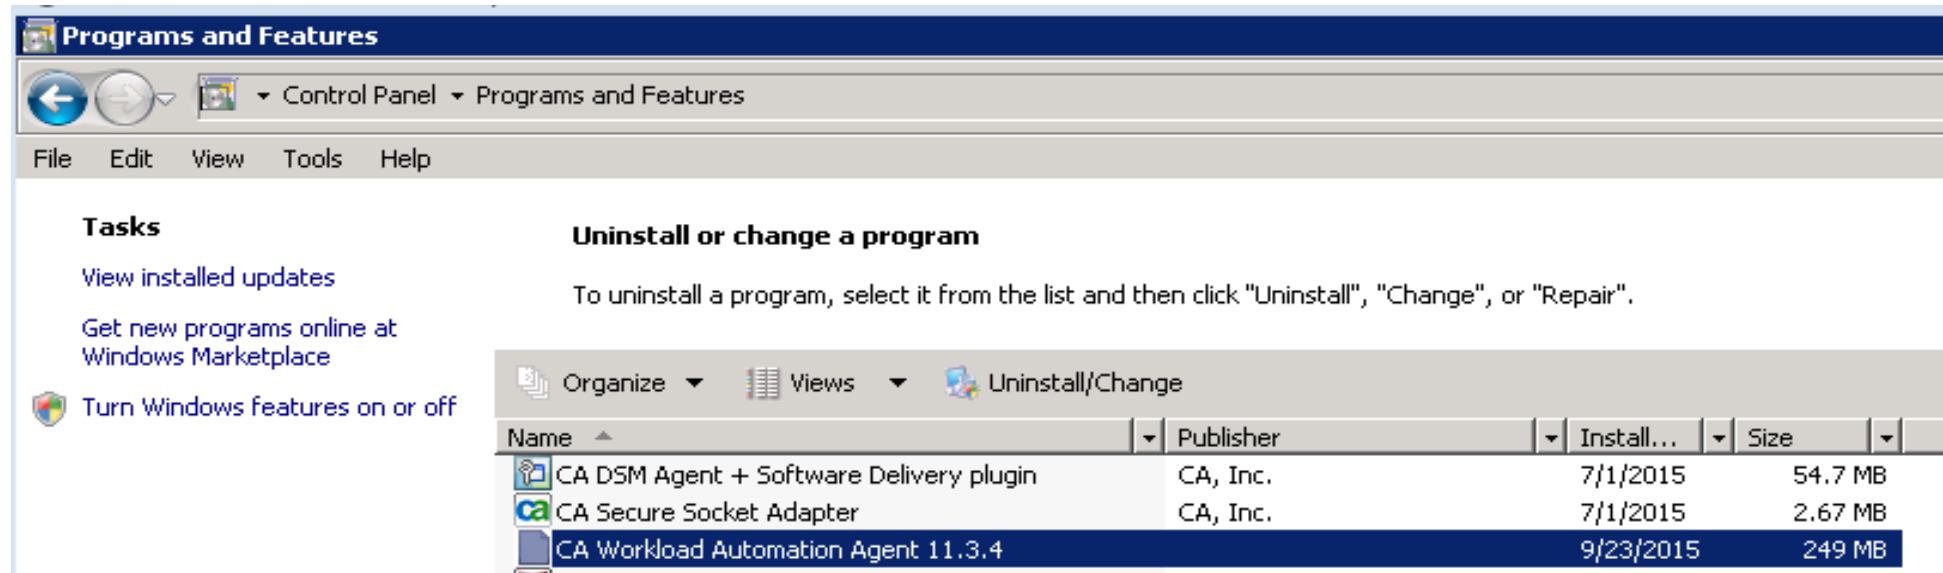 Programs and Features
Control Panel Programs and Features
File Edit View Tools Help
Tasks
View installed updates
Get new programs online at
Windows Marketplace
Turn Windows features on or off
Uninstall or change a program
To uninstall a program, select it from the list and then click "Uninstall", "Change", or "Repair".
Organize Views Uninstall/Change
Name Publisher Install... Size
CA DSM Agent + Software Delivery plugin CA, Inc. 7/1/2015 54.7 MB
ca CA Secure Socket Adapter CA, Inc. 7/1/2015 2.67 MB
CA Workload Automation Agent 11.3.4 9/23/2015 249 MB